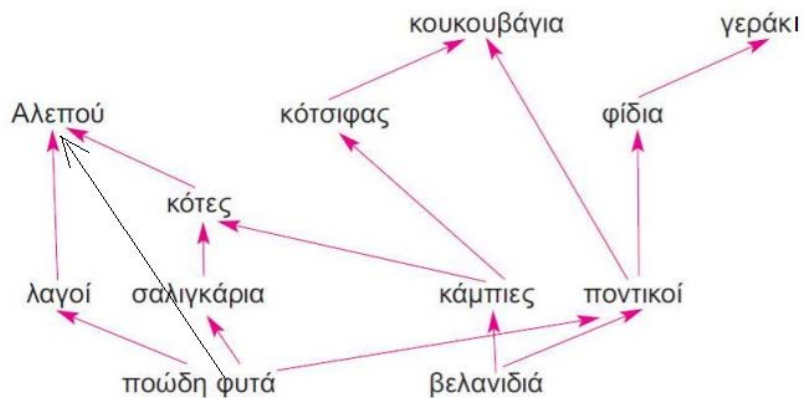 κουκουβάγια γεράκι
Αλεπού κότσιφας φίδια
κότες
λαγοί σαλιγκάρια κάμπιες ποντικοί
ποώδη φυτά βελανιδιά